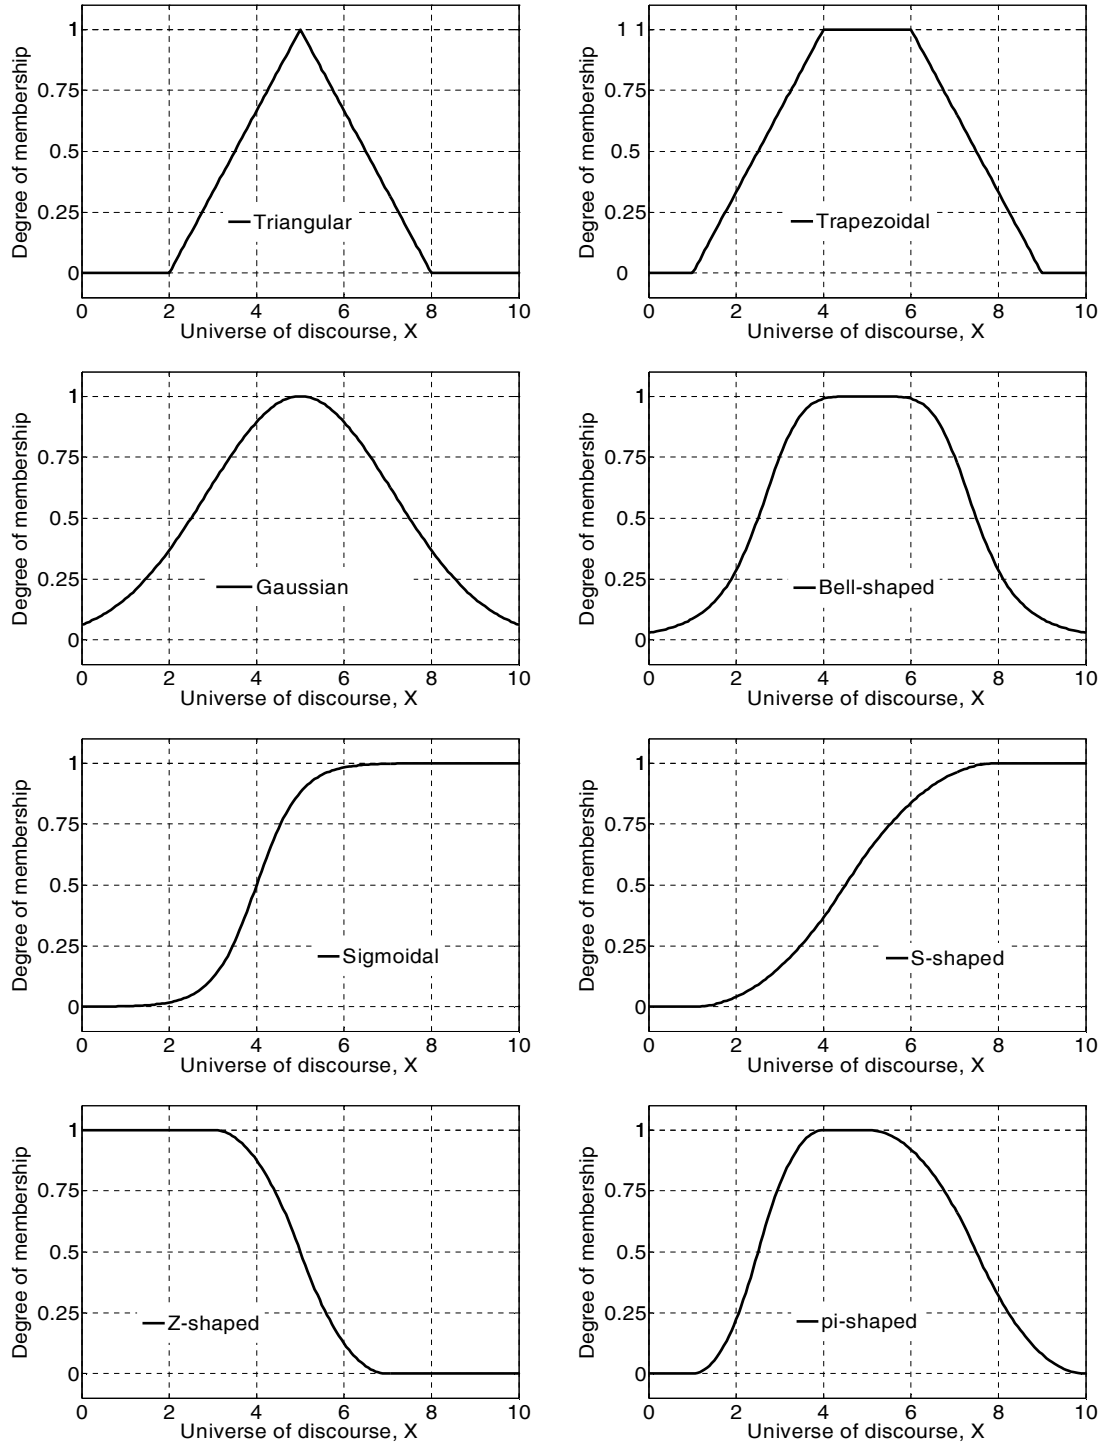 Degree of membership
1
0.75
0.5
0.25
0
Triangular
0 2 4 6 8 10
Universe of discourse, X
Degree of membership
1 1
0.75
0.5
0.25
0
Trapezoidal
0 2 4 6 8 10
Universe of discourse, X
Degree of membership
1
0.75
0.5
0.25
0
Gaussian
0 2 4 6 8 10
Universe of discourse, X
Degree of membership
1
0.75
0.5
0.25
0
Bell-shaped
0 2 4 6 8 10
Universe of discourse, X
Degree of membership
1
0.75
0.5
0.25
0
Sigmoidal
0 2 4 6 8 10
Universe of discourse, X
Degree of membership
1
0.75
0.5
0.25
0
S-shaped
0 2 4 6 8 10
Universe of discourse, X
Degree of membership
1
0.75
0.5
0.25
0
Z-shaped
0 2 4 6 8 10
Universe of discourse, X
Degree of membership
1
0.75
0.5
0.25
0
pi-shaped
0 2 4 6 8 10
Universe of discourse, X